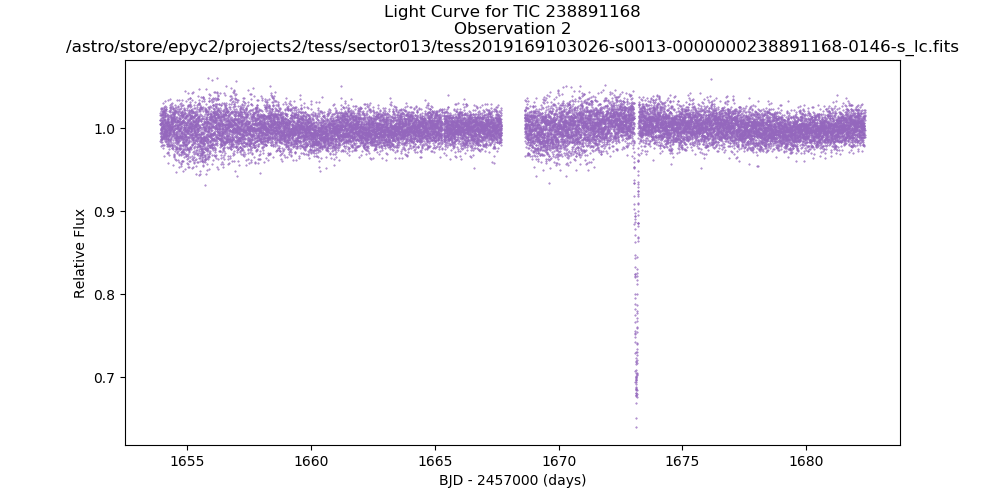 Light Curve for TIC 238891168
Observation 2
/astro/store/epyc2/projects2/tess/sector013/tess2019169103026-s0013-0000000238891168-0146-s_lc.fits
1.0
0.9
0.8
0.7
Relative Flux
1655 1660 1665 1670 1675 1680
BJD - 2457000 (days)